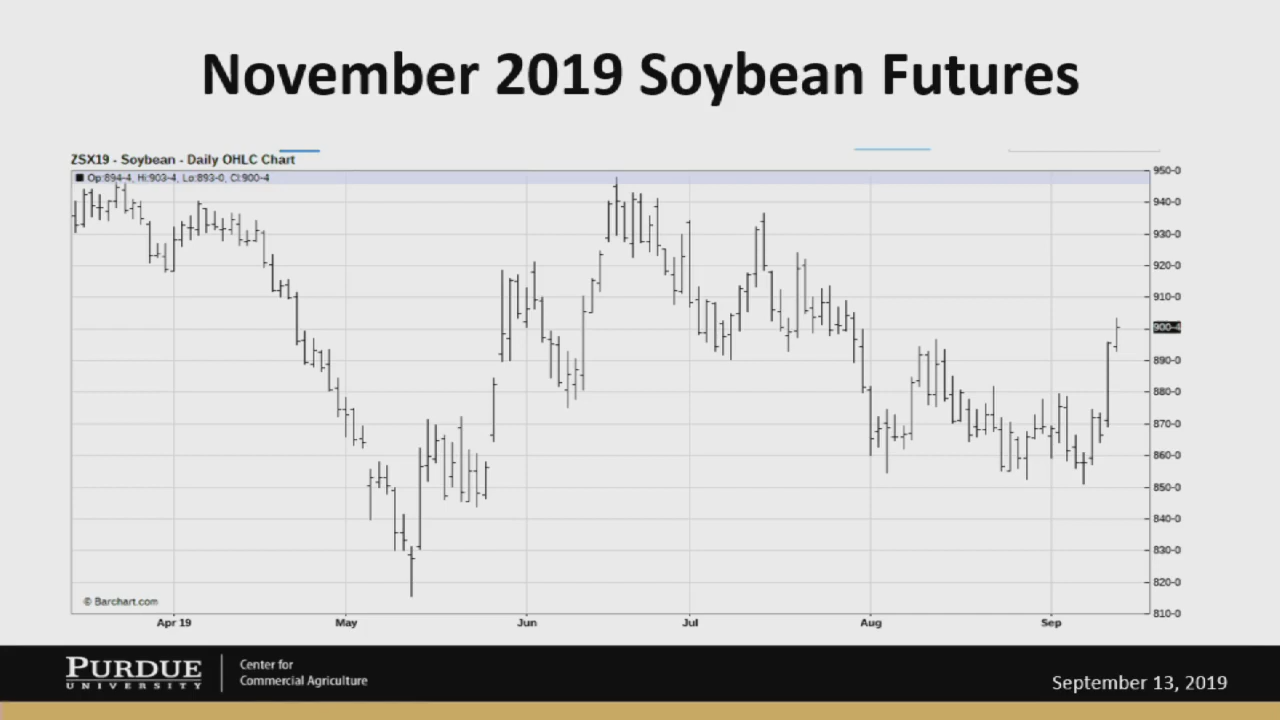 November 2019 Soybean Futures
ZSX19 - Soybean - Daily OHLC Chart
Op:894-4, Hi:903-4, Lo:893-0, Cl:900-4
950-0
940-0
930-0
920-0
910-0
900-4
890-0
880-0
870-0
860-0
850-0
840-0
830-0
820-0
810-0
© Barchart.com
Apr 19 May Jun Jul Aug Sep
PURDUE
UNIVERSITY
Center for
Commercial Agriculture
September 13, 2019